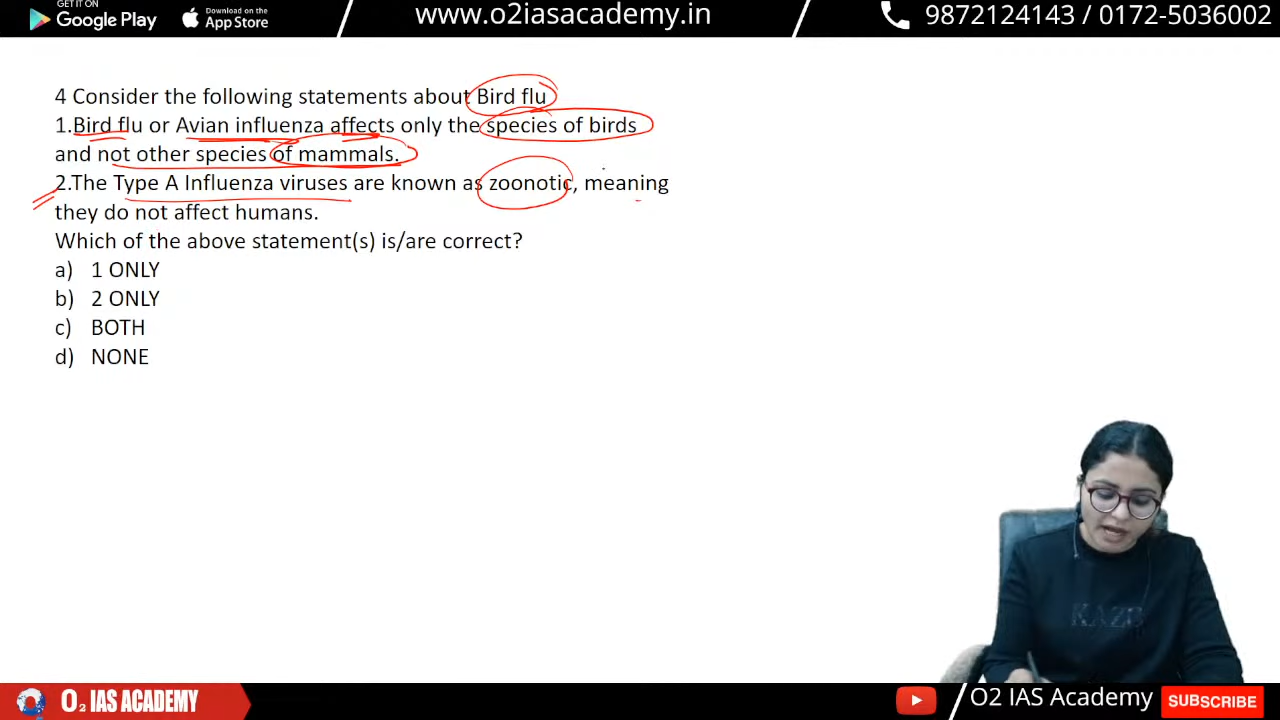 GET IT ON
Google Play
Download on the
App Store
www.o2iasacademy.in
9872124143 / 0172-5036002
4 Consider the following statements about Bird flu
1.Bird flu or Avian influenza affects only the species of birds
and not other species of mammals.
2.The Type A Influenza viruses are known as zoonotic, meaning
they do not affect humans.
Which of the above statement(s) is/are correct?
a) 1 ONLY
b) 2 ONLY
c) BOTH
d) NONE
O2 IAS ACADEMY
O2 IAS Academy
SUBSCRIBE